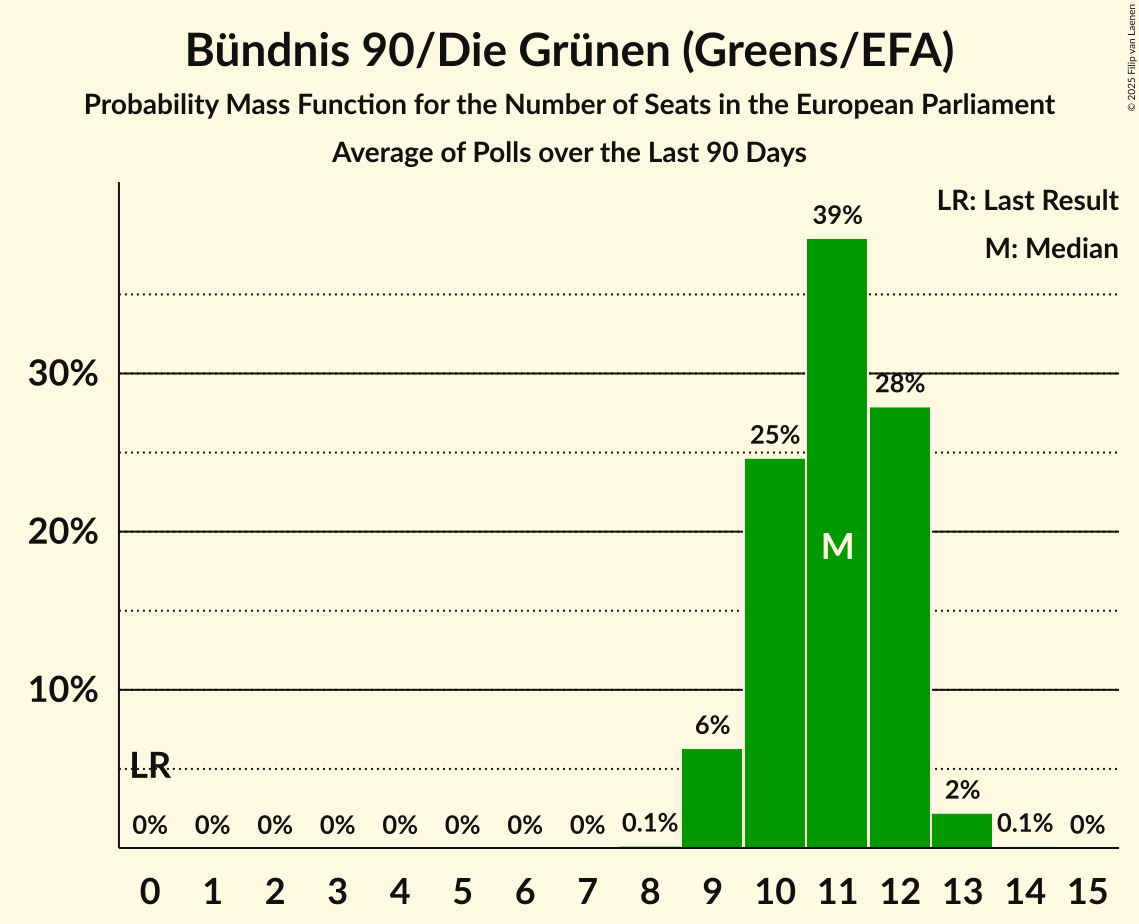 Bündnis 90/Die Grünen (Greens/EFA)
Probability Mass Function for the Number of Seats in the European Parliament
Average of Polls over the Last 90 Days
© 2025 Filip van Laenen
LR: Last Result
M: Median
39%
30%
28%
25%
20%
M
10%
6%
LR
2%
0% 0% 0% 0% 0% 0% 0% 0% 0.1% 0.1% 0%
0 1 2 3 4 5 6 7 8 9 10 11 12 13 14 15